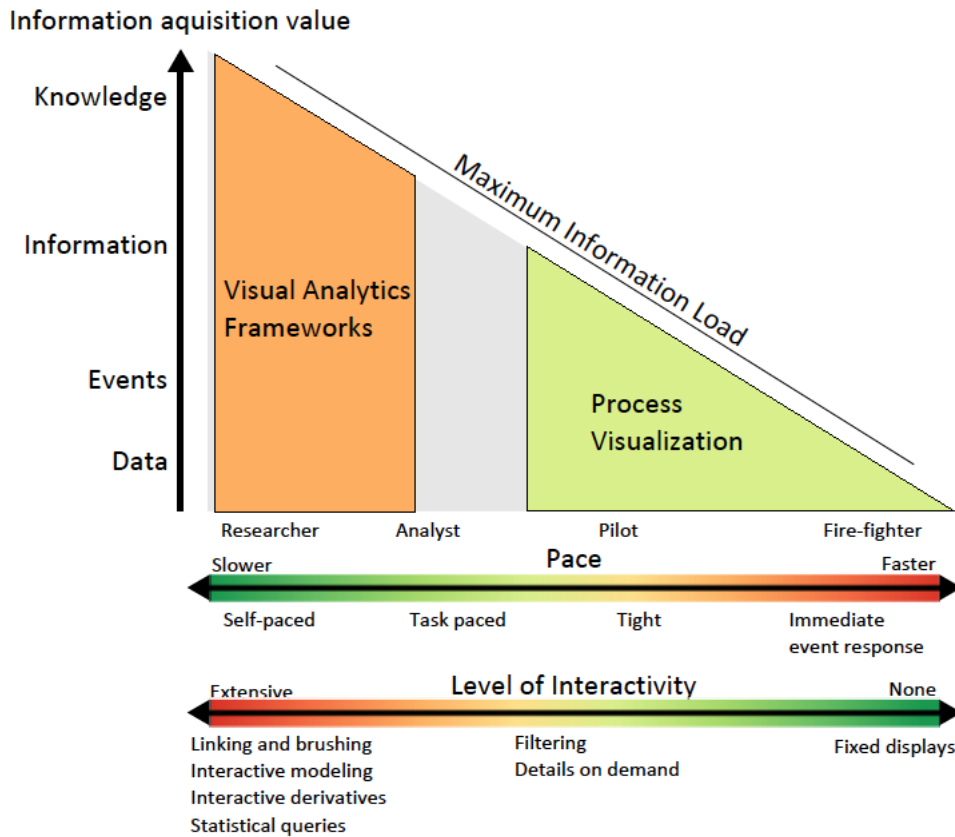 Information aquisition value
Knowledge
Maximum Information Load
Information
Visual Analytics
Frameworks
Events
Process
Visualization
Data
Researcher
Analyst
Pilot
Fire-fighter
Slower
Pace
Faster
Self-paced
Task paced
Tight
Immediate
event response
Extensive
Level of Interactivity
None
Linking and brushing
Interactive modeling
Interactive derivatives
Statistical queries
Filtering
Details on demand
Fixed displays